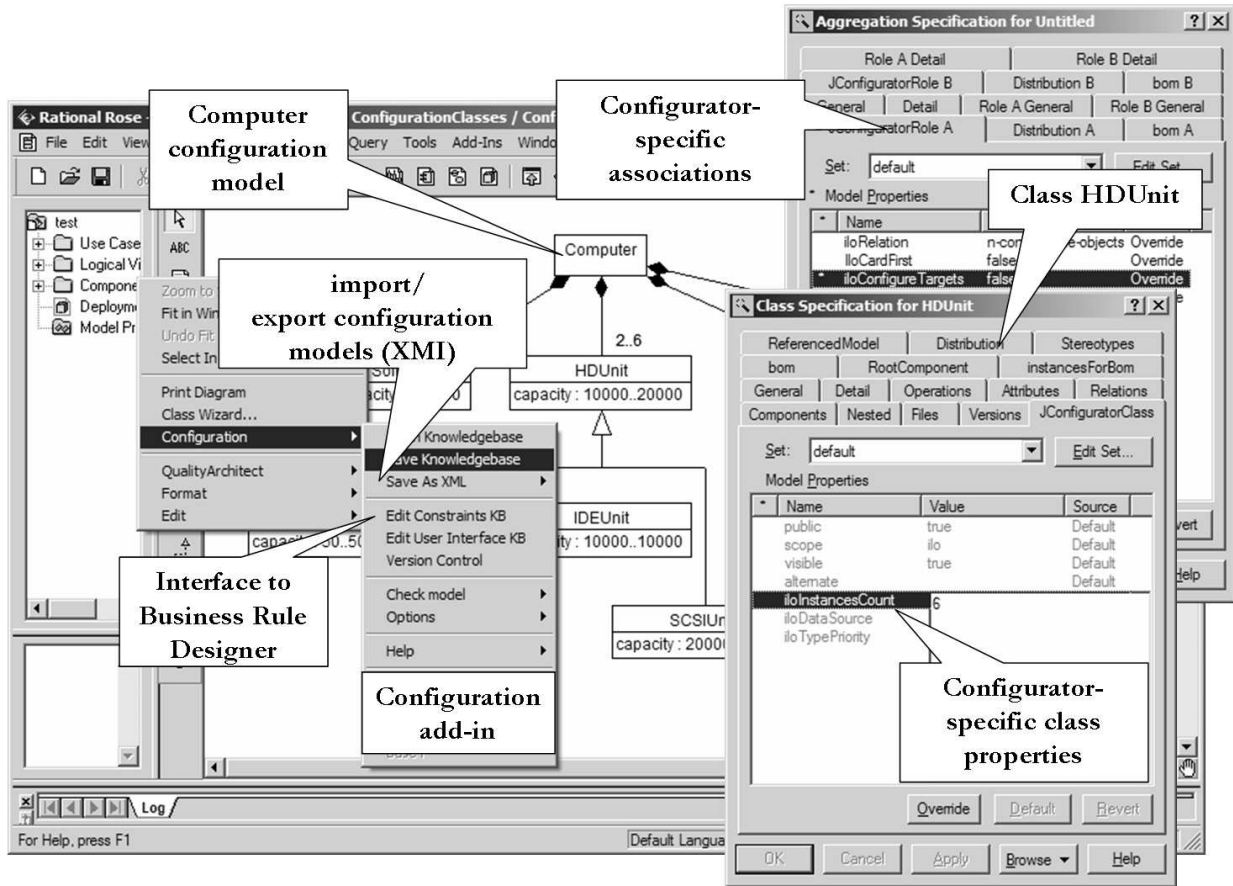 Aggregation Specification for Untitled
Role A Detail
Role B Detail
JConfiguratorRole B
Distribution B
bom B
General
Detail
Role A General
Role B General
JConfiguratorRole A
Distribution A
bom A
Set:
default
Edit Set...
Model Properties
Name
iloRelation
n-con
e-objects
Override
IloCardFirst
false
Override
iloConfigureTargets
false
Override
Help
Configurator-
specific
associations
Class HDUnit
Rational Rose -
ConfigurationClasses / Conf
File
Edit
View
Query
Tools
Add-Ins
Window
Computer
configuration
model
test
Use Case
Logical Vi
Compone
Deployme
Model Pr
ABC
Computer
import/
export configuration
models (XMI)
2..6
HDUnit
capacity : 10000..20000
IDEUnit
capacity : 10000..10000
SCSIUn
capacity : 20000
Zoom to
Fit in Win
Undo Fit
Select In
Print Diagram
Class Wizard...
Configuration
QualityArchitect
Format
Edit
Knowledgebase
Save Knowledgebase
Save As XML
Edit Constraints KB
Edit User Interface KB
Version Control
Check model
Options
Help
Interface to
Business Rule
Designer
Configuration
add-in
Class Specification for HDUnit
ReferencedModel
Distribution
Stereotypes
bom
RootComponent
instancesForBom
General
Detail
Operations
Attributes
Relations
Components
Nested
Files
Versions
JConfiguratorClass
Set:
default
Edit Set...
Model Properties
Name
Value
Source
public
true
Default
scope
ilo
Default
visible
true
Default
alternate
Default
iloInstancesCount
6
iloDataSource
iloTypePriority
Configurator-
specific class
properties
Override
Default
Revert
OK
Cancel
Apply
Browse
Help
Log
For Help, press F1
Default Langua